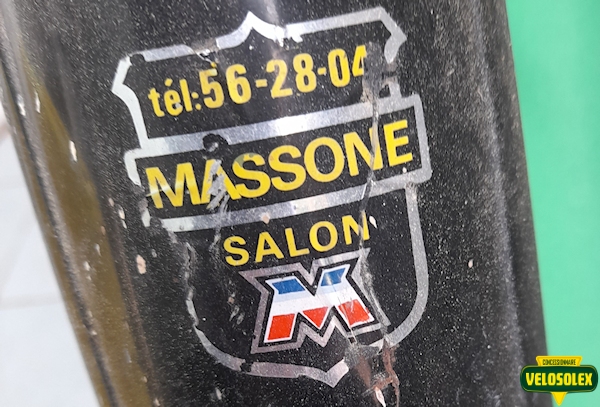 tél:56-28-04
MASSONE
SALON
M
CONCESSIONNAIRE
VELOSOLEX